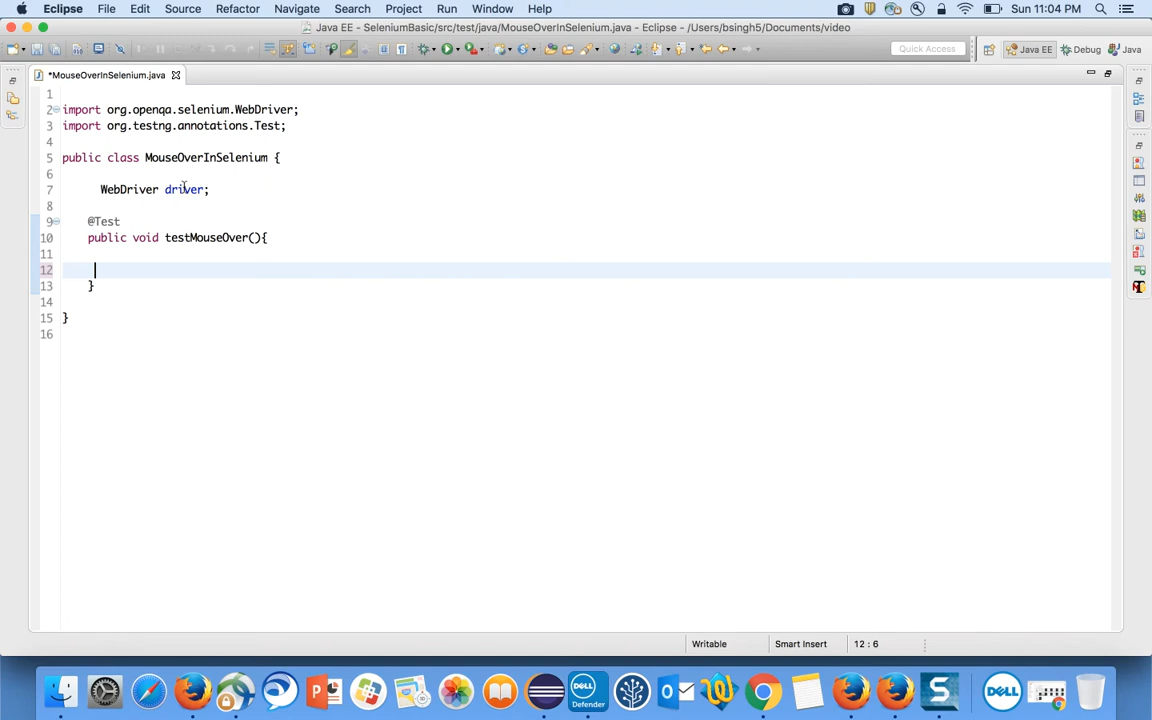 Eclipse File Edit Source Refactor Navigate Search Project Run Window Help Sun 11:04 PM
Java EE - SeleniumBasic/src/test/java/MouseOverInSelenium.java - Eclipse - /Users/bsingh5/Documents/video
Quick Access Java EE Debug Java
*MouseOverInSelenium.java
1
2 import org.openqa.selenium.WebDriver;
3 import org.testng.annotations.Test;
4
5 public class MouseOverInSelenium {
6
7 WebDriver driver;
8
9 @Test
10 public void testMouseOver(){
11
12
13 }
14
15 }
16
Writable Smart Insert 12 : 6
DELL
Defender
DELL